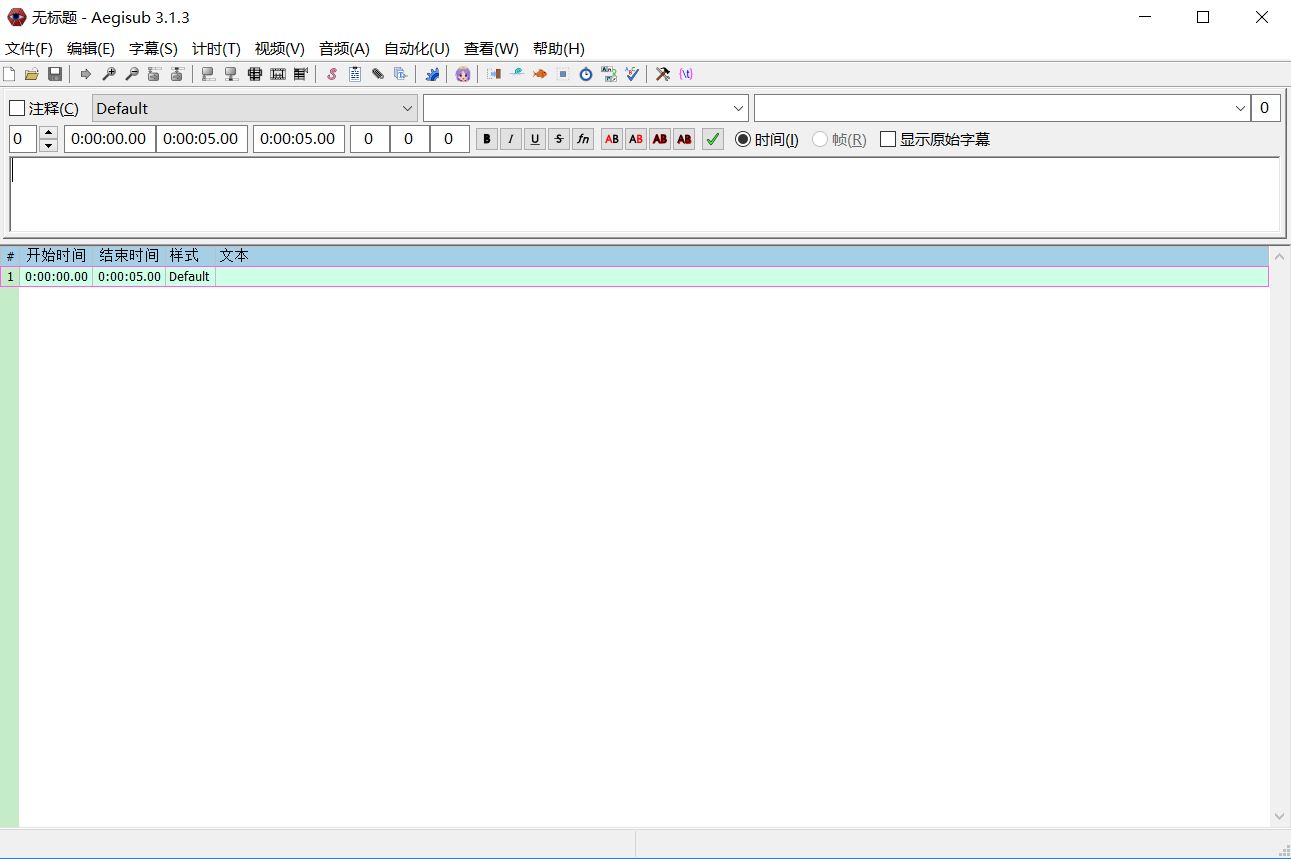 无标题 - Aegisub 3.1.3
文件(F) 编辑(E) 字幕(S) 计时(T) 视频(V) 音频(A) 自动化(U) 查看(W) 帮助(H)
注释(C) Default 0
0 0:00:00.00 0:00:05.00 0:00:05.00 0 0 0 B I U S fn AB AB AB AB 时间(I) 帧(R) 显示原始字幕
# 开始时间 结束时间 样式 文本
1 0:00:00.00 0:00:05.00 Default